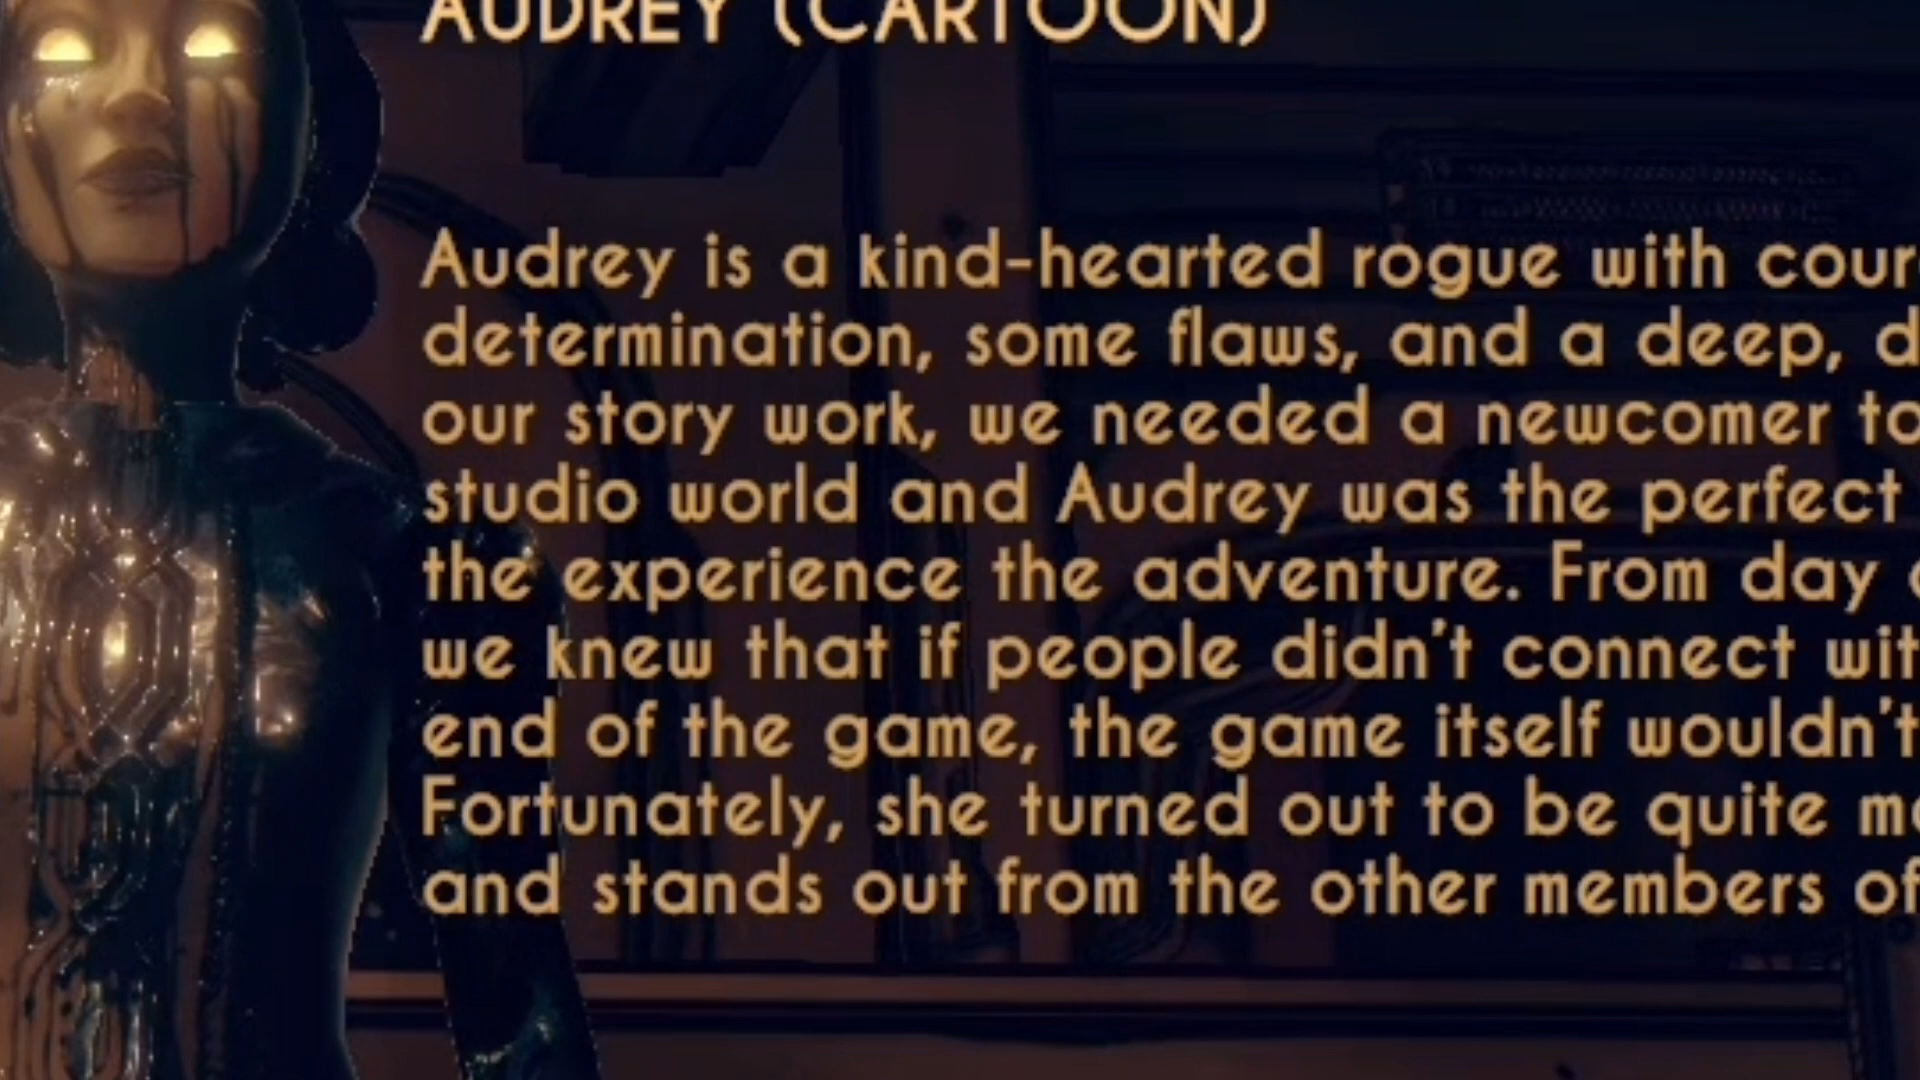 AUDREY (CARTOON)
Audrey is a kind-hearted rogue with
determination, some flaws, and a deep,
our story work, we needed a newcomer
studio world and Audrey was the perfect
the experience the adventure. From day
we knew that if people didn't connect
end of the game, the game itself wouldn't
Fortunately, she turned out to be quite
and stands out from the other members of